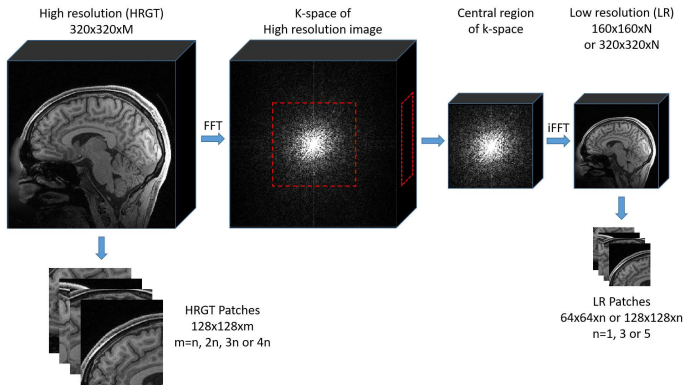 High resolution (HRGT)
320x320xM
K-space of
High resolution image
Central region
of k-space
Low resolution (LR)
160x160xN
or 320x320xN
FFT
iFFT
HRGT Patches
128x128xm
m=n, 2n, 3n or 4n
LR Patches
64x64xn or 128x128xn
n=1, 3 or 5